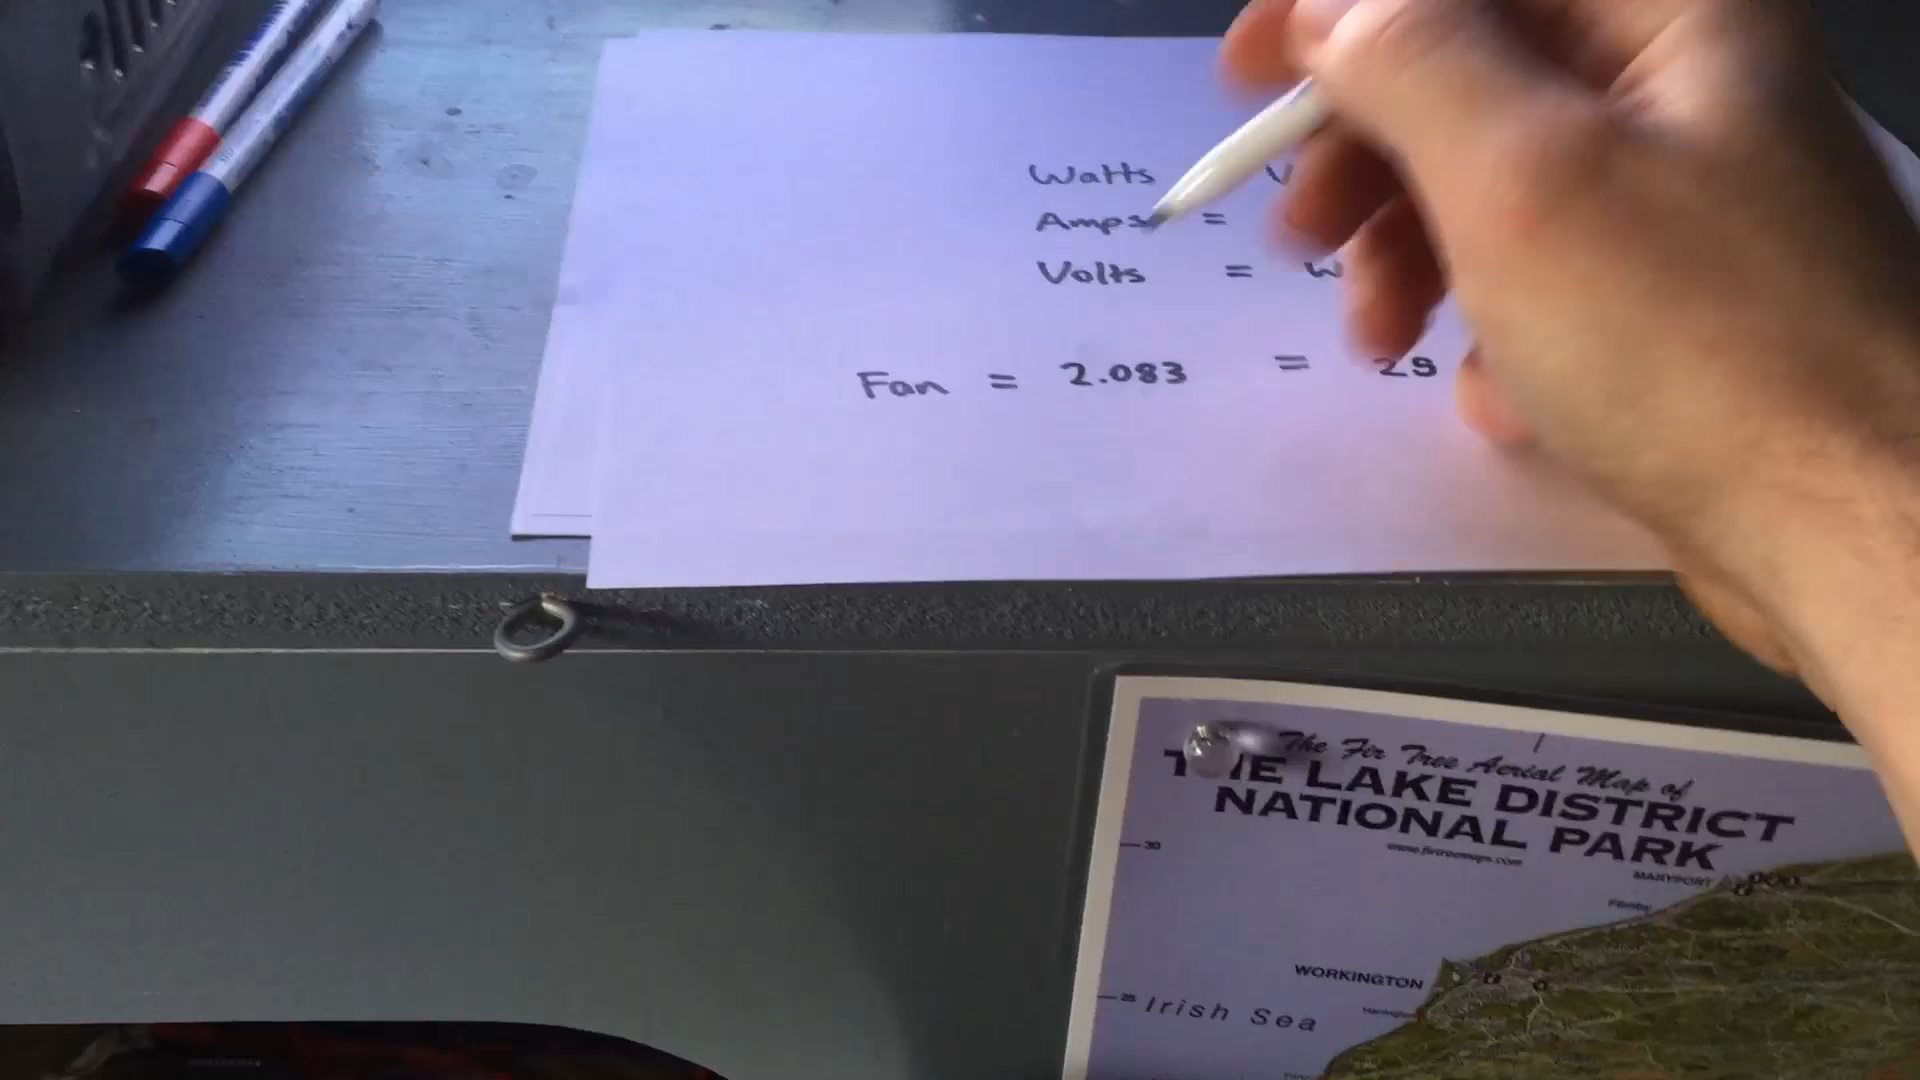 Watts V
Amps =
Volts = W
Fan = 2.083 = 25
The Fir Tree Aerial Map of
THE LAKE DISTRICT
NATIONAL PARK
www.firtreemaps.com
30
MARYPORT
WORKINGTON
25
Irish Sea